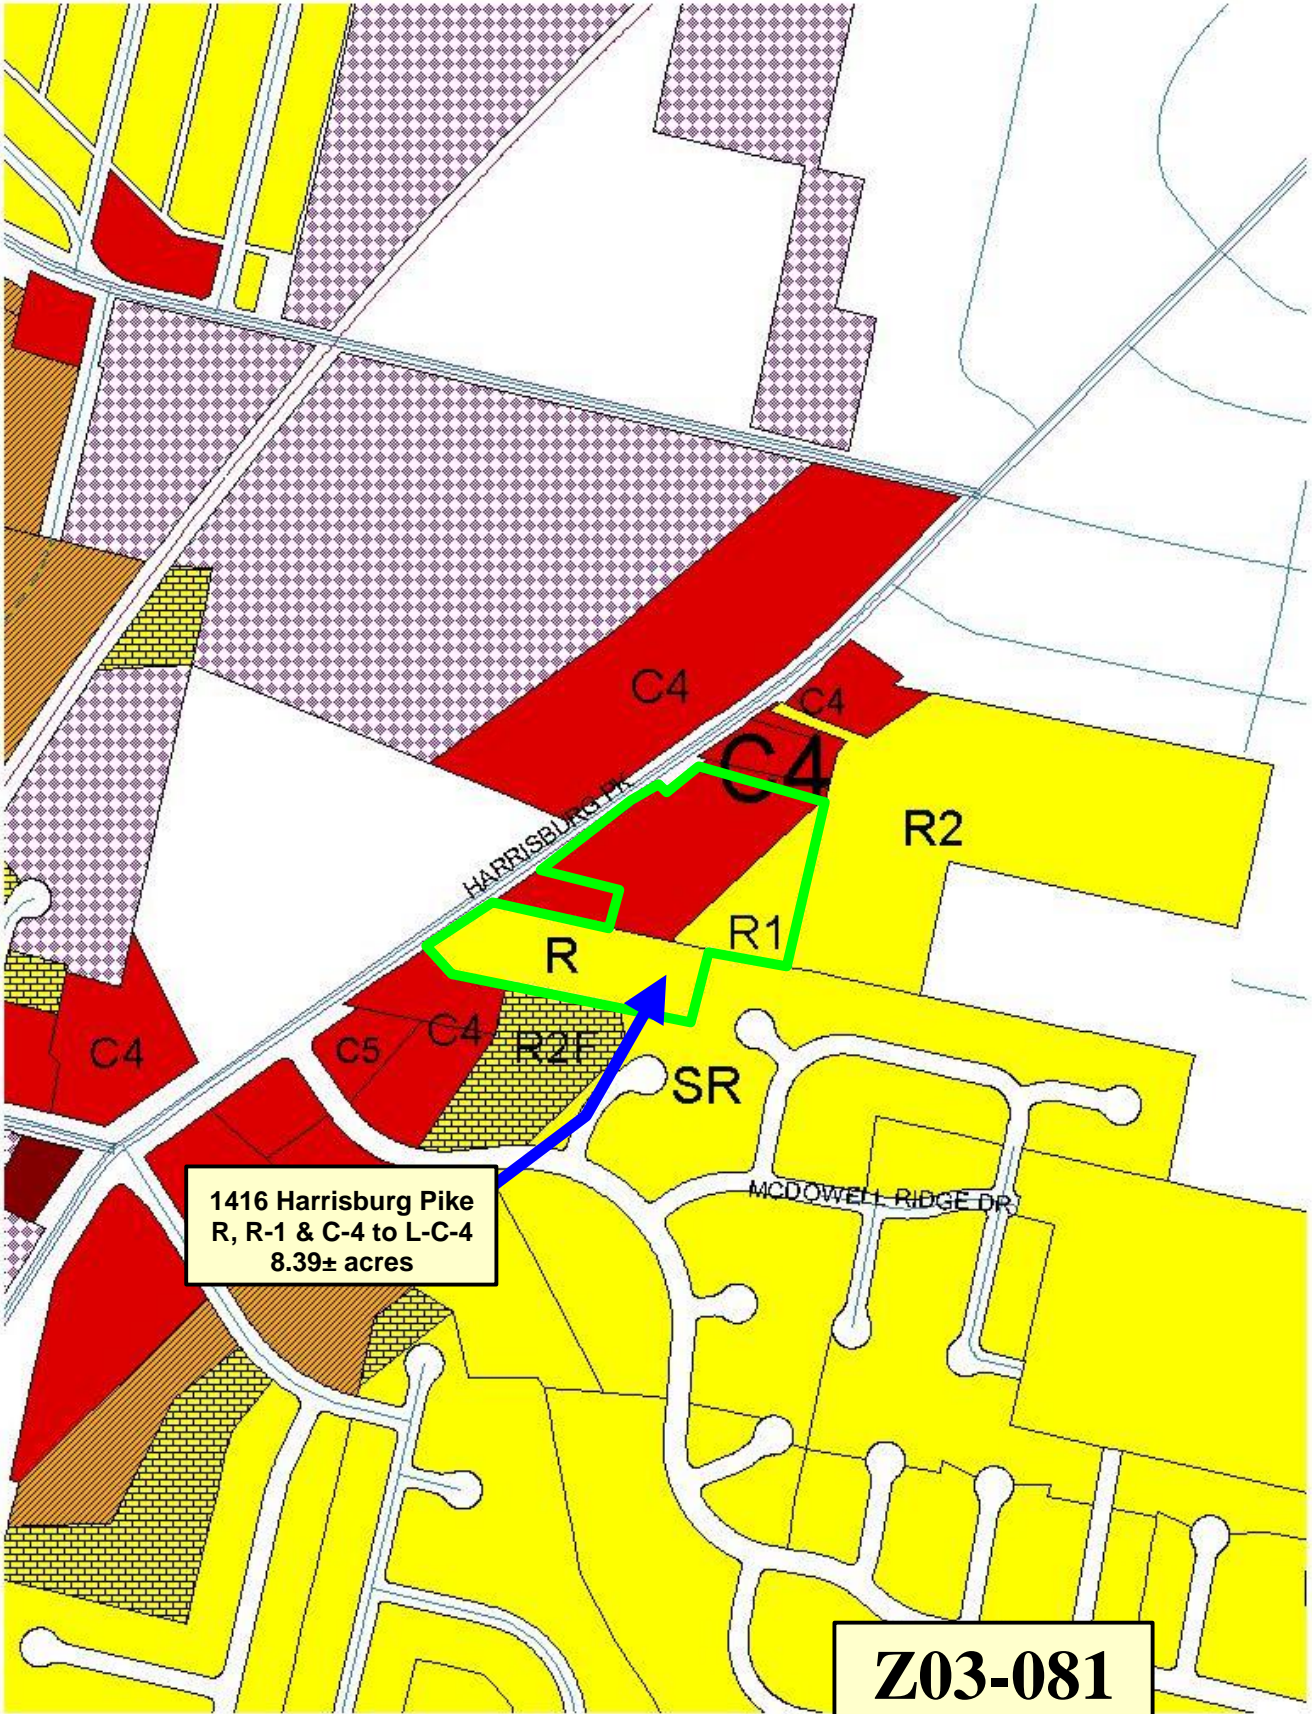 C4
C4
C4
HARRISBURG PK
R2
R1
R
C4
C5
C4
R2F
SR
MCDOWELL RIDGE DR
1416 Harrisburg Pike
R, R-1 & C-4 to L-C-4
8.39± acres
Z03-081